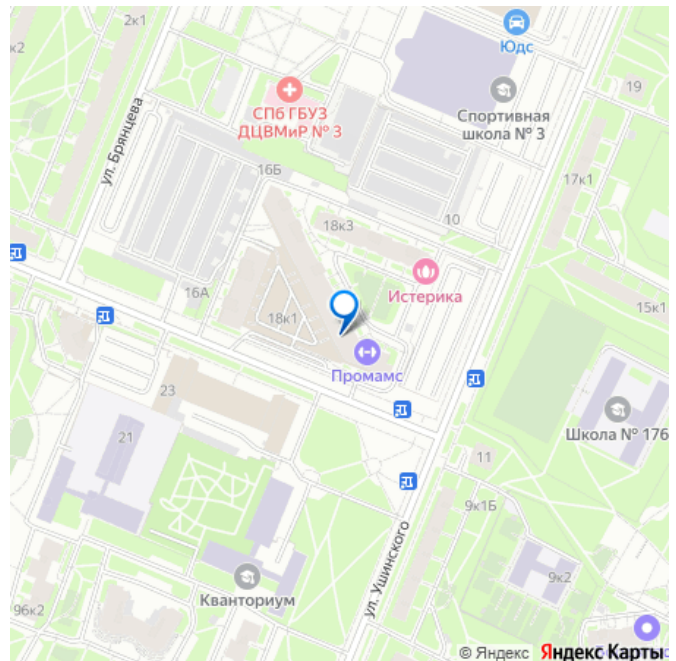 2к1
Юдс
к2
19
СПб ГБУЗ
ДЦВМиР № 3
Спортивная
школа № 3
ул. Брянцева
16Б
17к1
18к3
10
Истерика
16А
18к1
15к1
Промамс
23
21
Школа № 176
11
9к1Б
ул. Ушинского
Кванториум
9к2
96к2
© Яндекс Яндекс Карты